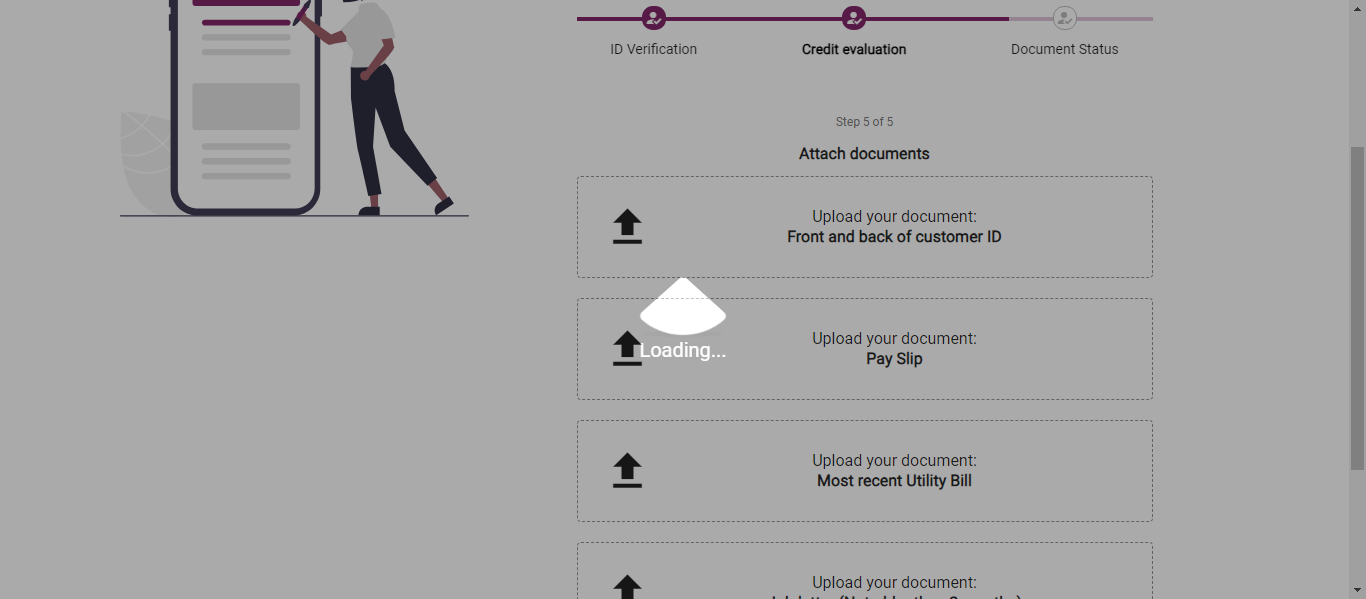 ID Verification
Credit evaluation
Document Status
Step 5 of 5
Attach documents
Upload your document:
Front and back of customer ID
Loading...
Upload your document:
Pay Slip
Upload your document:
Most recent Utility Bill
Upload your document: